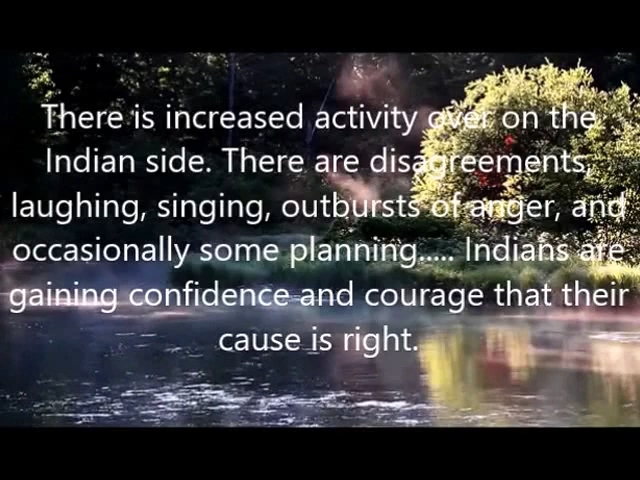 There is increased activity over on the
Indian side. There are disagreements,
laughing, singing, outbursts of anger, and
occasionally some planning..... Indians are
gaining confidence and courage that their
cause is right.